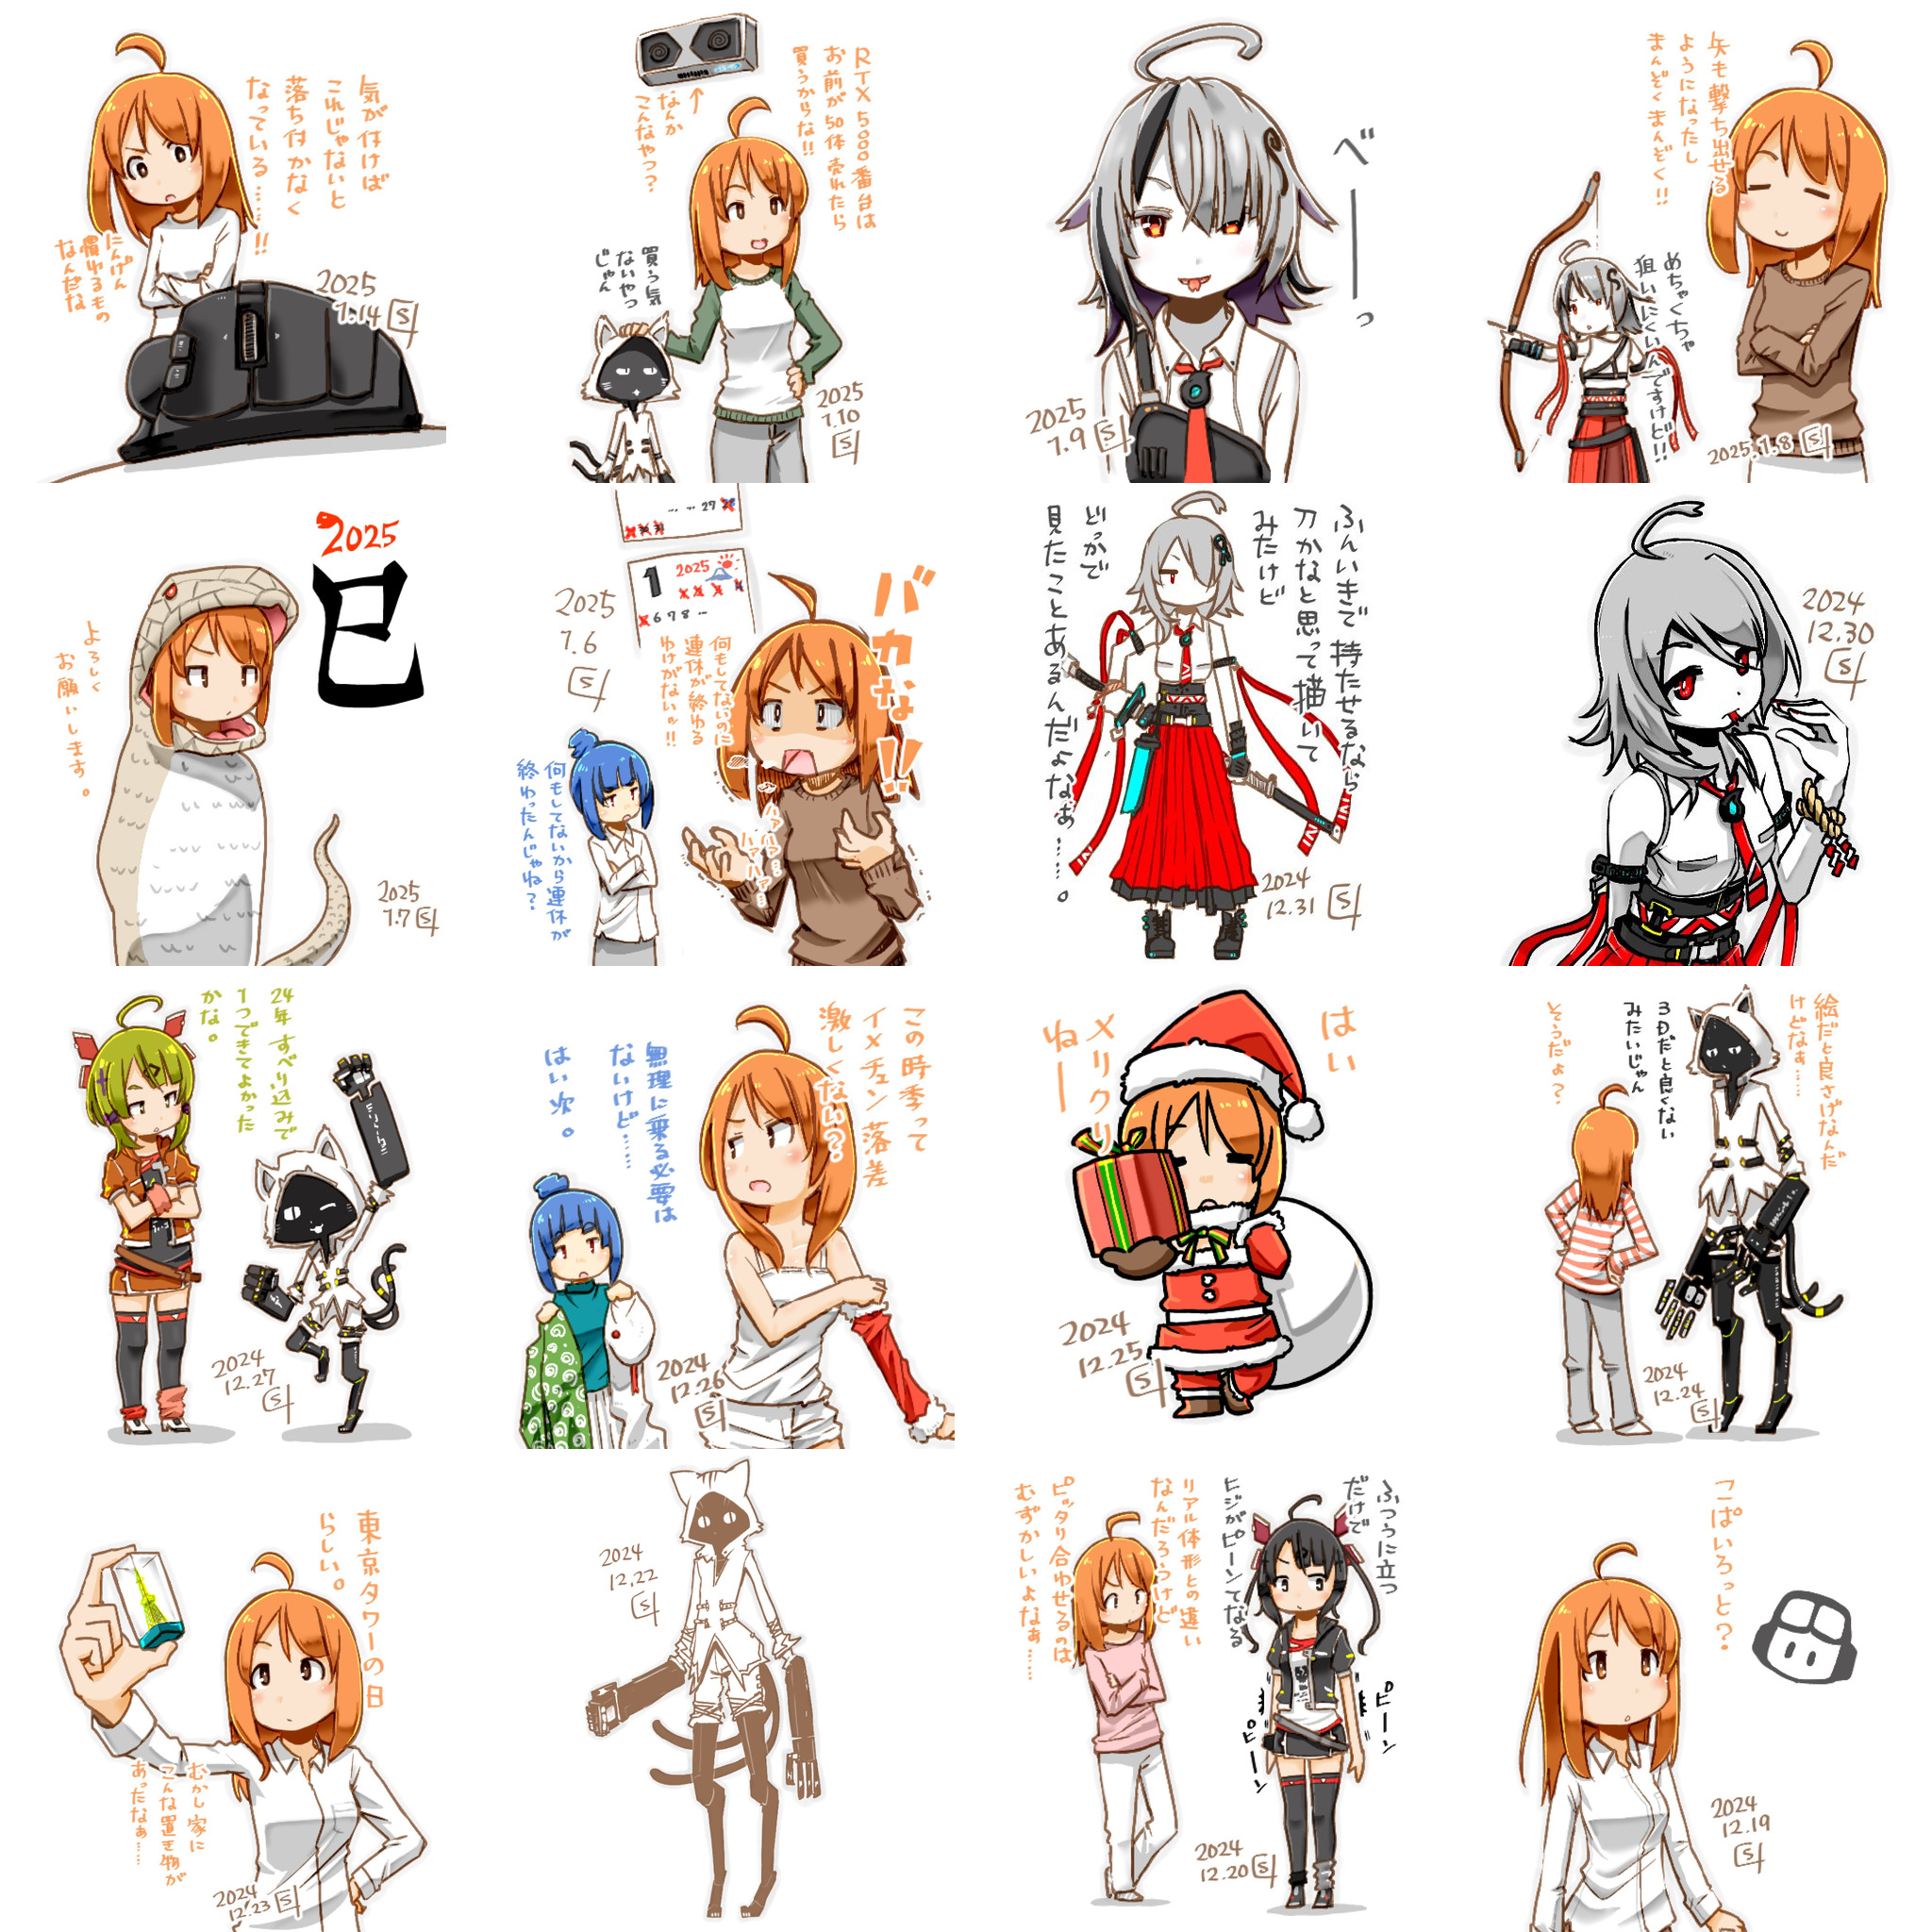 気が付けば
これじゃないと
落ち付かなく
なっている……!!
にんげん
慣れるもの
なんだな
2025
1.14
RTX5000番台は
お前が50体売れたら
買うからな!!
なんか
こんなやつ?
買う気
ないやつ
じゃん
2025
1.10
べーっ
2025
1.9
矢も撃ち出せる
ようになったし
まんぞくまんぞく!!
めちゃくちゃ
狙いにくいんですけど!!
2025.1.8
2025
巳
よろしく
お願いします。
2025
1.7
27 28
1
2025
6 7 8 …
2025
1.6
バカな!!
何もしてないのに
連休が終わる
わけがないッ!!
ハァハァ…
ハァハァ…
何もしてないから連休が
終わったんじゃね?
ふんいきで持たせるなら
刀かなと思って描いて
みたけど
どっかで
見たことあるんだよなぁ……。
2024
12.31
2024
12.30
24年すべり込みで
1つできてよかった
かな。
2024
12.27
この時季って
イメチェン落差
激しくない?
無理に乗る必要は
ないけど……
はい次。
2024
12.26
はい
メリクリ
ねー
2024
12.25
絵だと良さげなんだ
けどなぁ……
3Dだと良くない
みたいじゃん
そうだよ?
2024
12.24
東京タワーの日
らしい。
むかし家に
こんな置き物が
あったなぁ……
2024
12.23
2024
12.22
ふつうに立つ
だけで
ヒジがピーンてなる
リアル体形との違い
なんだろうけど
ピッタリ合わせるのは
むずかしいよなぁ……
ピーン
ピーン
2024
12.20
こぱいろっと?
2024
12.19